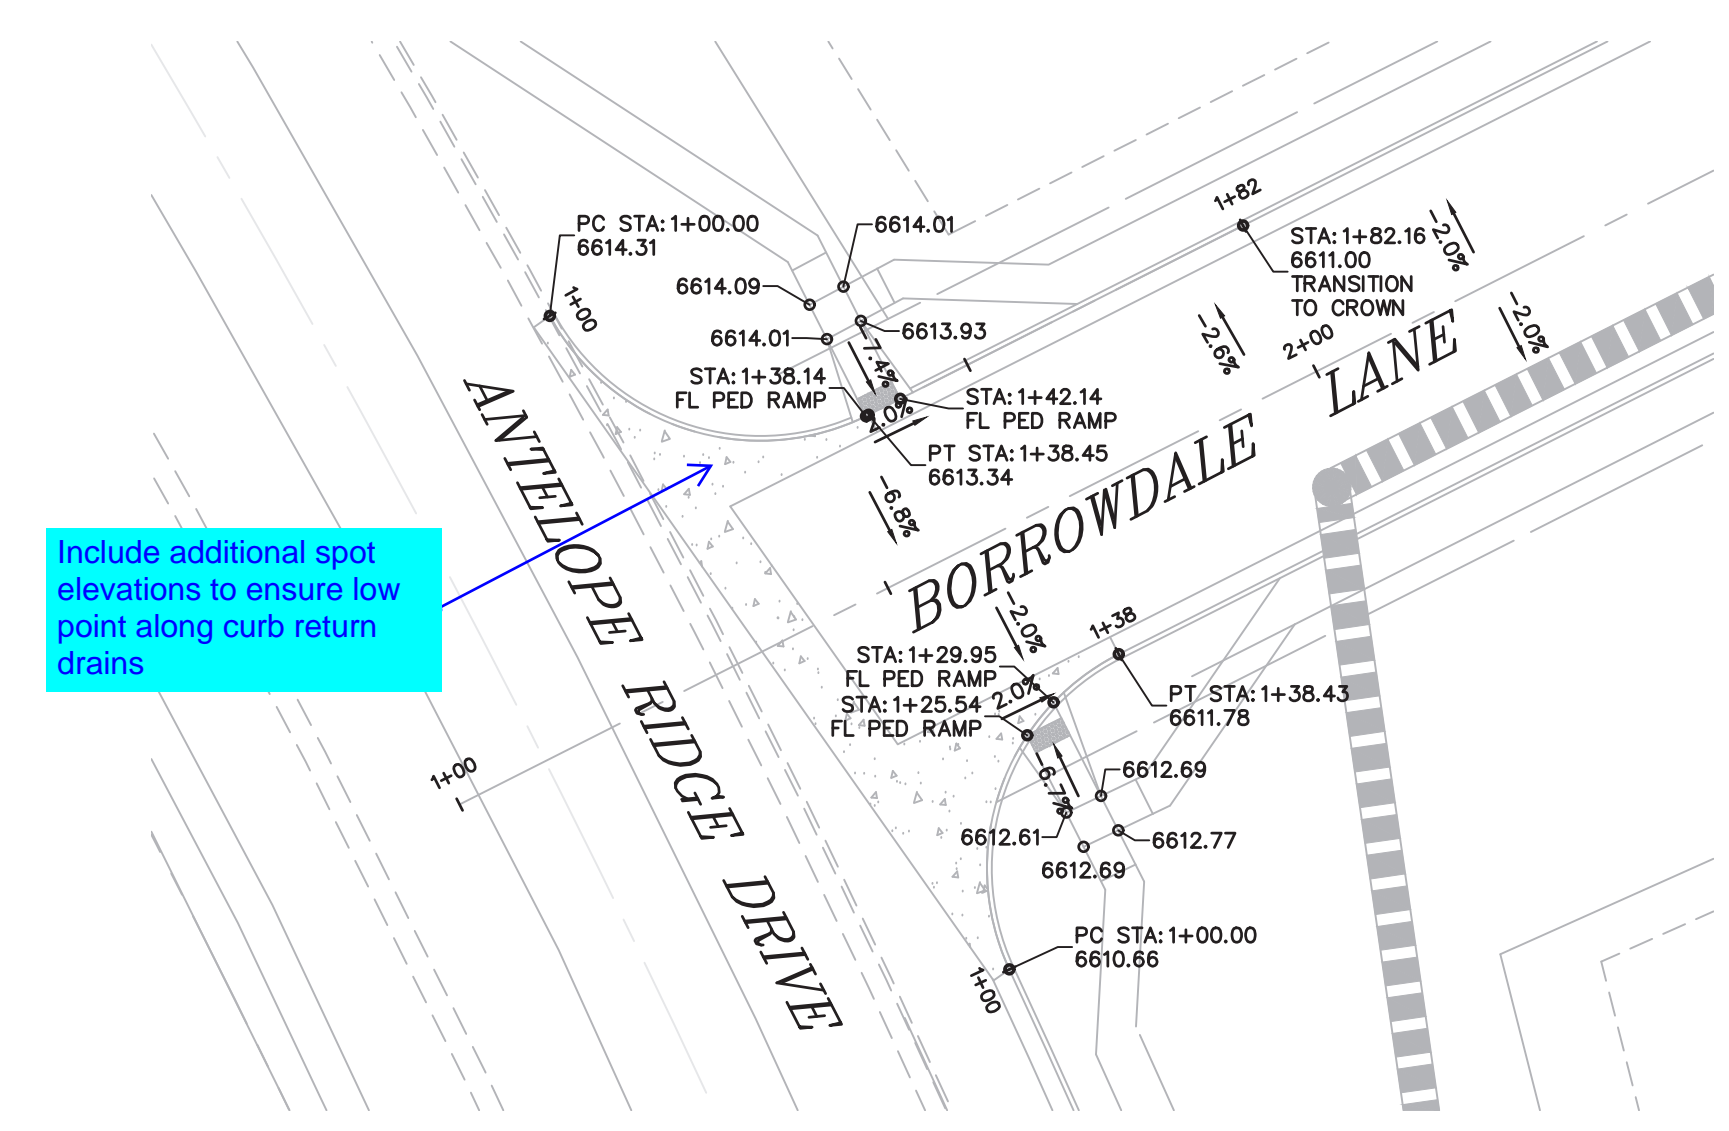 1+82
PC STA:1+00.00
6614.31
6614.01
STA:1+82.16
6611.00
TRANSITION
TO CROWN
-2.0%
6614.09
1+00
6614.01
6613.93
-7.4%
-2.6%
2+00
-2.0%
STA:1+38.14
FL PED RAMP
2.0%
STA:1+42.14
FL PED RAMP
PT STA:1+38.45
6613.34
-6.8%
ANTELOPE RIDGE DRIVE
BORROWDALE LANE
Include additional spot
elevations to ensure low
point along curb return
drains
-2.0%
1+38
STA:1+29.95
FL PED RAMP
2.0%
STA:1+25.54
FL PED RAMP
PT STA:1+38.43
6611.78
1+00
-6.7%
6612.69
6612.61
6612.77
6612.69
PC STA:1+00.00
6610.66
1+00